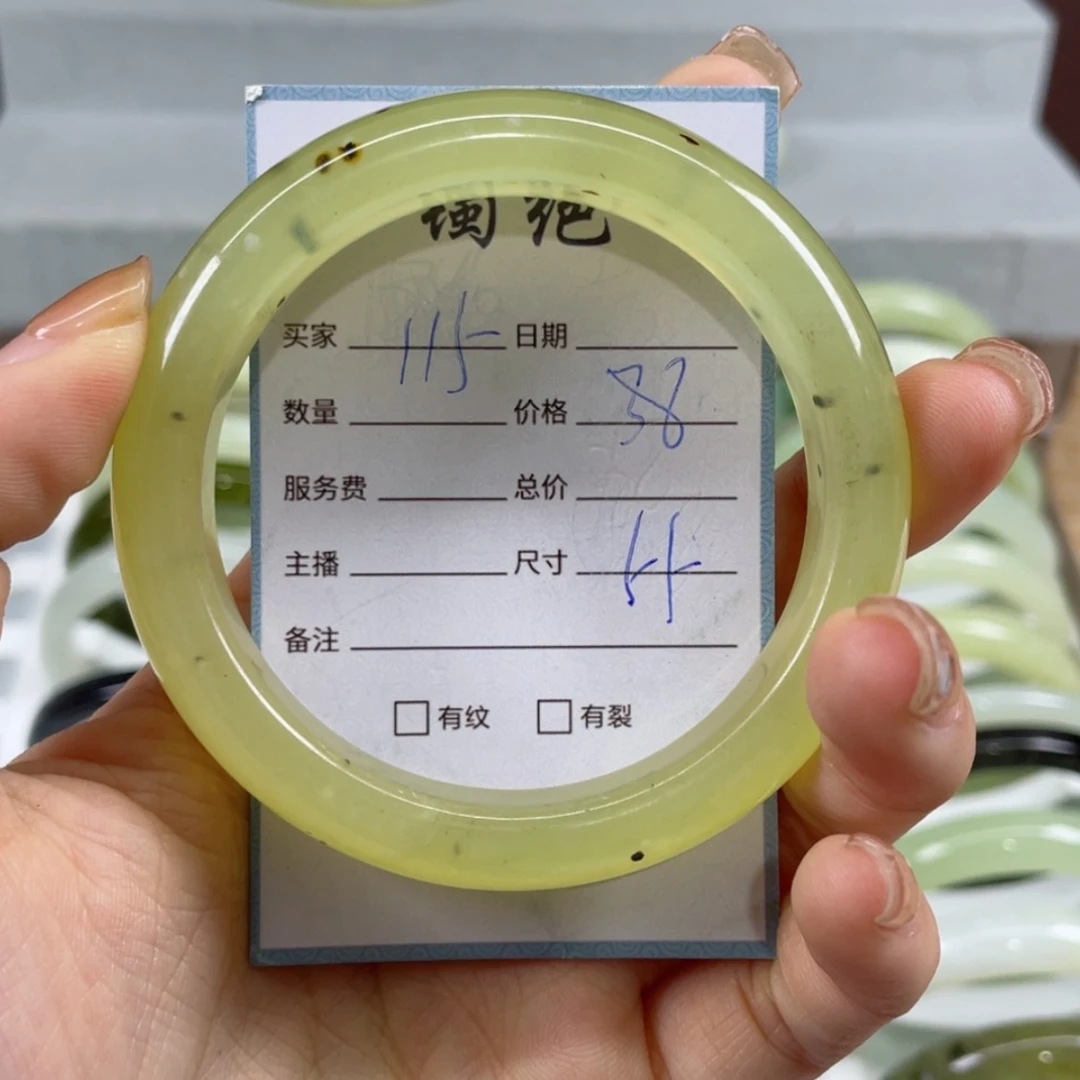 买家 115 日期
数量 价格 38
服务费 总价
主播 尺寸
备注
有纹 有裂